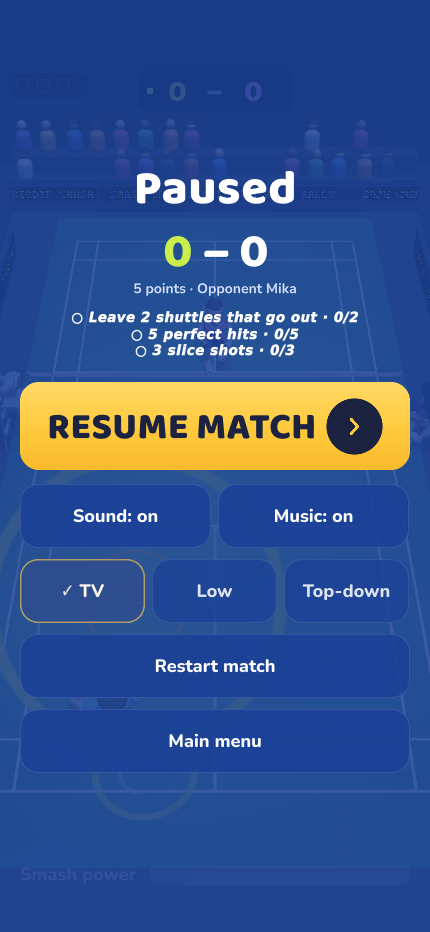 0 – 0
Paused
0 – 0
5 points · Opponent Mika
Leave 2 shuttles that go out · 0/2
5 perfect hits · 0/5
3 slice shots · 0/3
RESUME MATCH
Sound: on
Music: on
✓ TV
Low
Top-down
Restart match
Main menu
Smash power